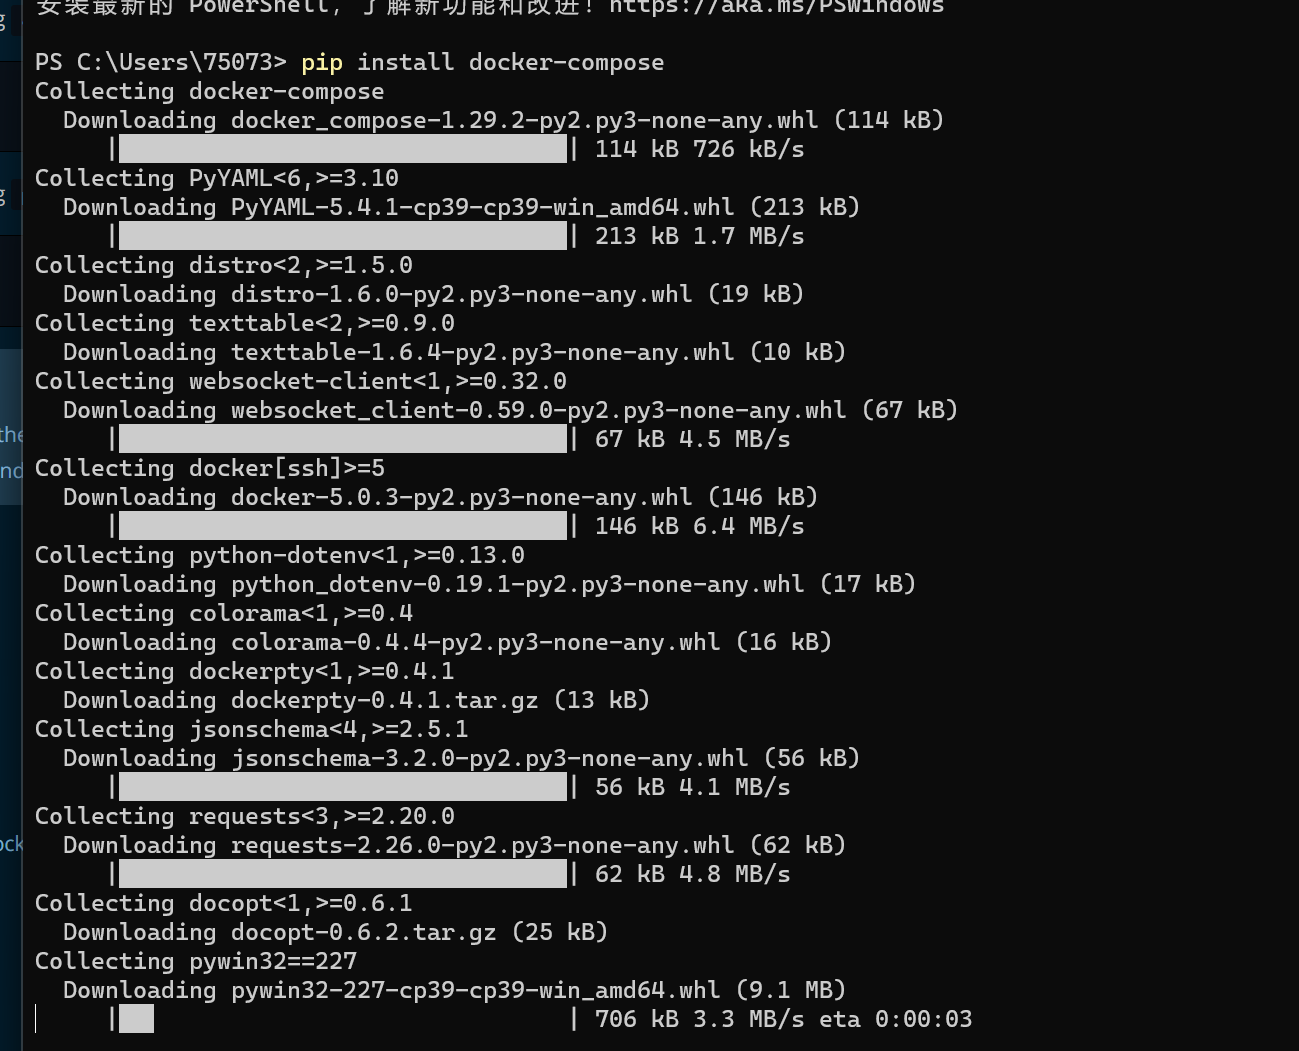 安装最新的 PowerShell，了解新功能和改进！https://aka.ms/PSWindows
PS C:\Users\75073> pip install docker-compose
Collecting docker-compose
Downloading docker_compose-1.29.2-py2.py3-none-any.whl (114 kB)
|████████████████████████████████| 114 kB 726 kB/s
Collecting PyYAML<6,>=3.10
Downloading PyYAML-5.4.1-cp39-cp39-win_amd64.whl (213 kB)
|████████████████████████████████| 213 kB 1.7 MB/s
Collecting distro<2,>=1.5.0
Downloading distro-1.6.0-py2.py3-none-any.whl (19 kB)
Collecting texttable<2,>=0.9.0
Downloading texttable-1.6.4-py2.py3-none-any.whl (10 kB)
Collecting websocket-client<1,>=0.32.0
Downloading websocket_client-0.59.0-py2.py3-none-any.whl (67 kB)
|████████████████████████████████| 67 kB 4.5 MB/s
Collecting docker[ssh]>=5
Downloading docker-5.0.3-py2.py3-none-any.whl (146 kB)
|████████████████████████████████| 146 kB 6.4 MB/s
Collecting python-dotenv<1,>=0.13.0
Downloading python_dotenv-0.19.1-py2.py3-none-any.whl (17 kB)
Collecting colorama<1,>=0.4
Downloading colorama-0.4.4-py2.py3-none-any.whl (16 kB)
Collecting dockerpty<1,>=0.4.1
Downloading dockerpty-0.4.1.tar.gz (13 kB)
Collecting jsonschema<4,>=2.5.1
Downloading jsonschema-3.2.0-py2.py3-none-any.whl (56 kB)
|████████████████████████████████| 56 kB 4.1 MB/s
Collecting requests<3,>=2.20.0
Downloading requests-2.26.0-py2.py3-none-any.whl (62 kB)
|████████████████████████████████| 62 kB 4.8 MB/s
Collecting docopt<1,>=0.6.1
Downloading docopt-0.6.2.tar.gz (25 kB)
Collecting pywin32==227
Downloading pywin32-227-cp39-cp39-win_amd64.whl (9.1 MB)
|██▌ | 706 kB 3.3 MB/s eta 0:00:03